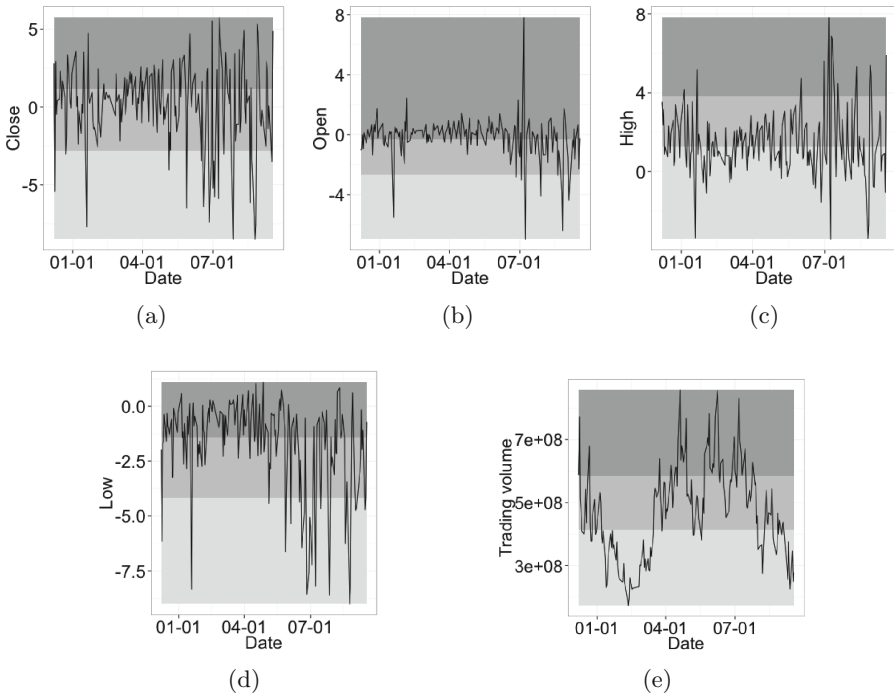 5
0
-5
Close
01-01 04-01 07-01
Date
(a)
8
4
0
-4
Open
01-01 04-01 07-01
Date
(b)
8
4
0
High
01-01 04-01 07-01
Date
(c)
0.0
-2.5
-5.0
-7.5
Low
01-01 04-01 07-01
Date
(d)
7e+08
5e+08
3e+08
Trading volume
01-01 04-01 07-01
Date
(e)